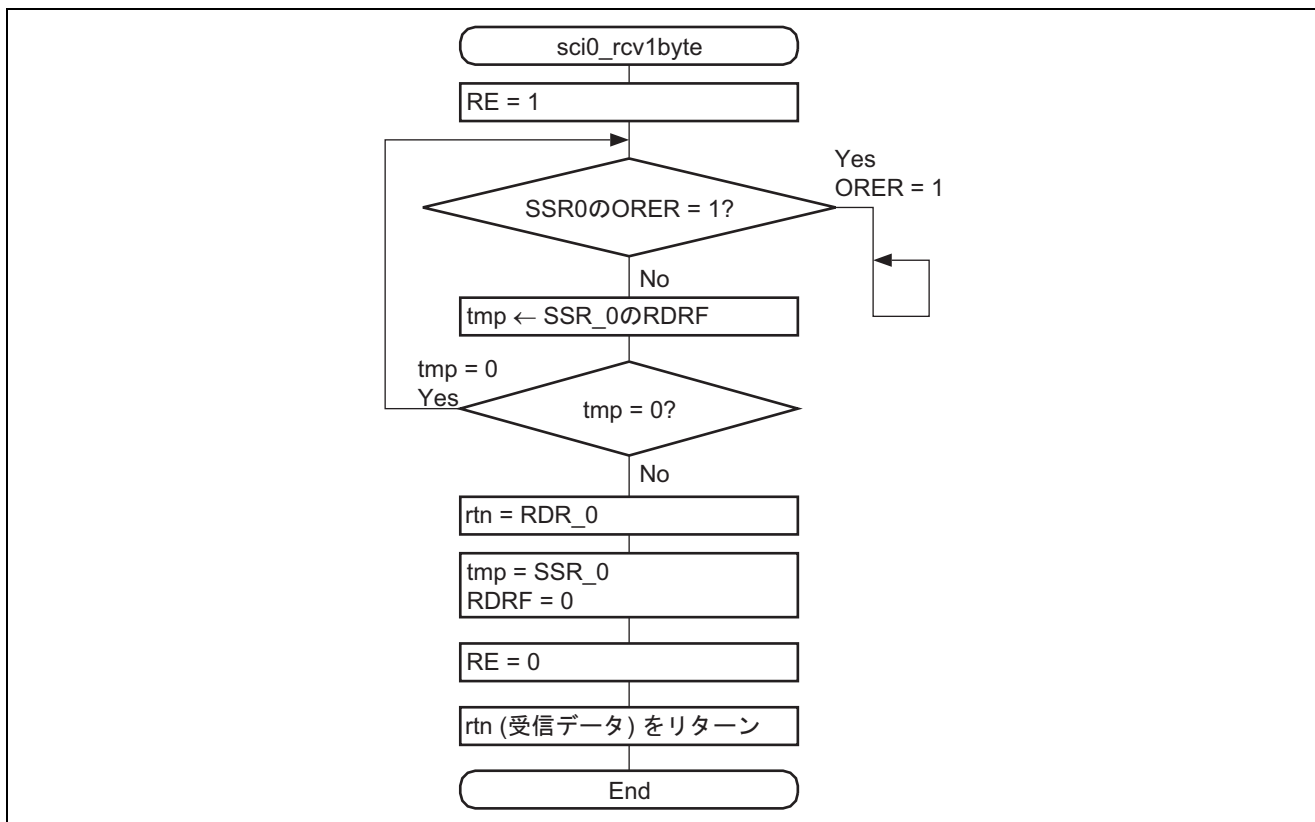 sci0_rcv1byte
RE = 1
Yes
ORER = 1
SSR0のORER = 1?
No
tmp ← SSR_0のRDRF
tmp = 0
Yes
tmp = 0?
No
rtn = RDR_0
tmp = SSR_0
RDRF = 0
RE = 0
rtn (受信データ) をリターン
End